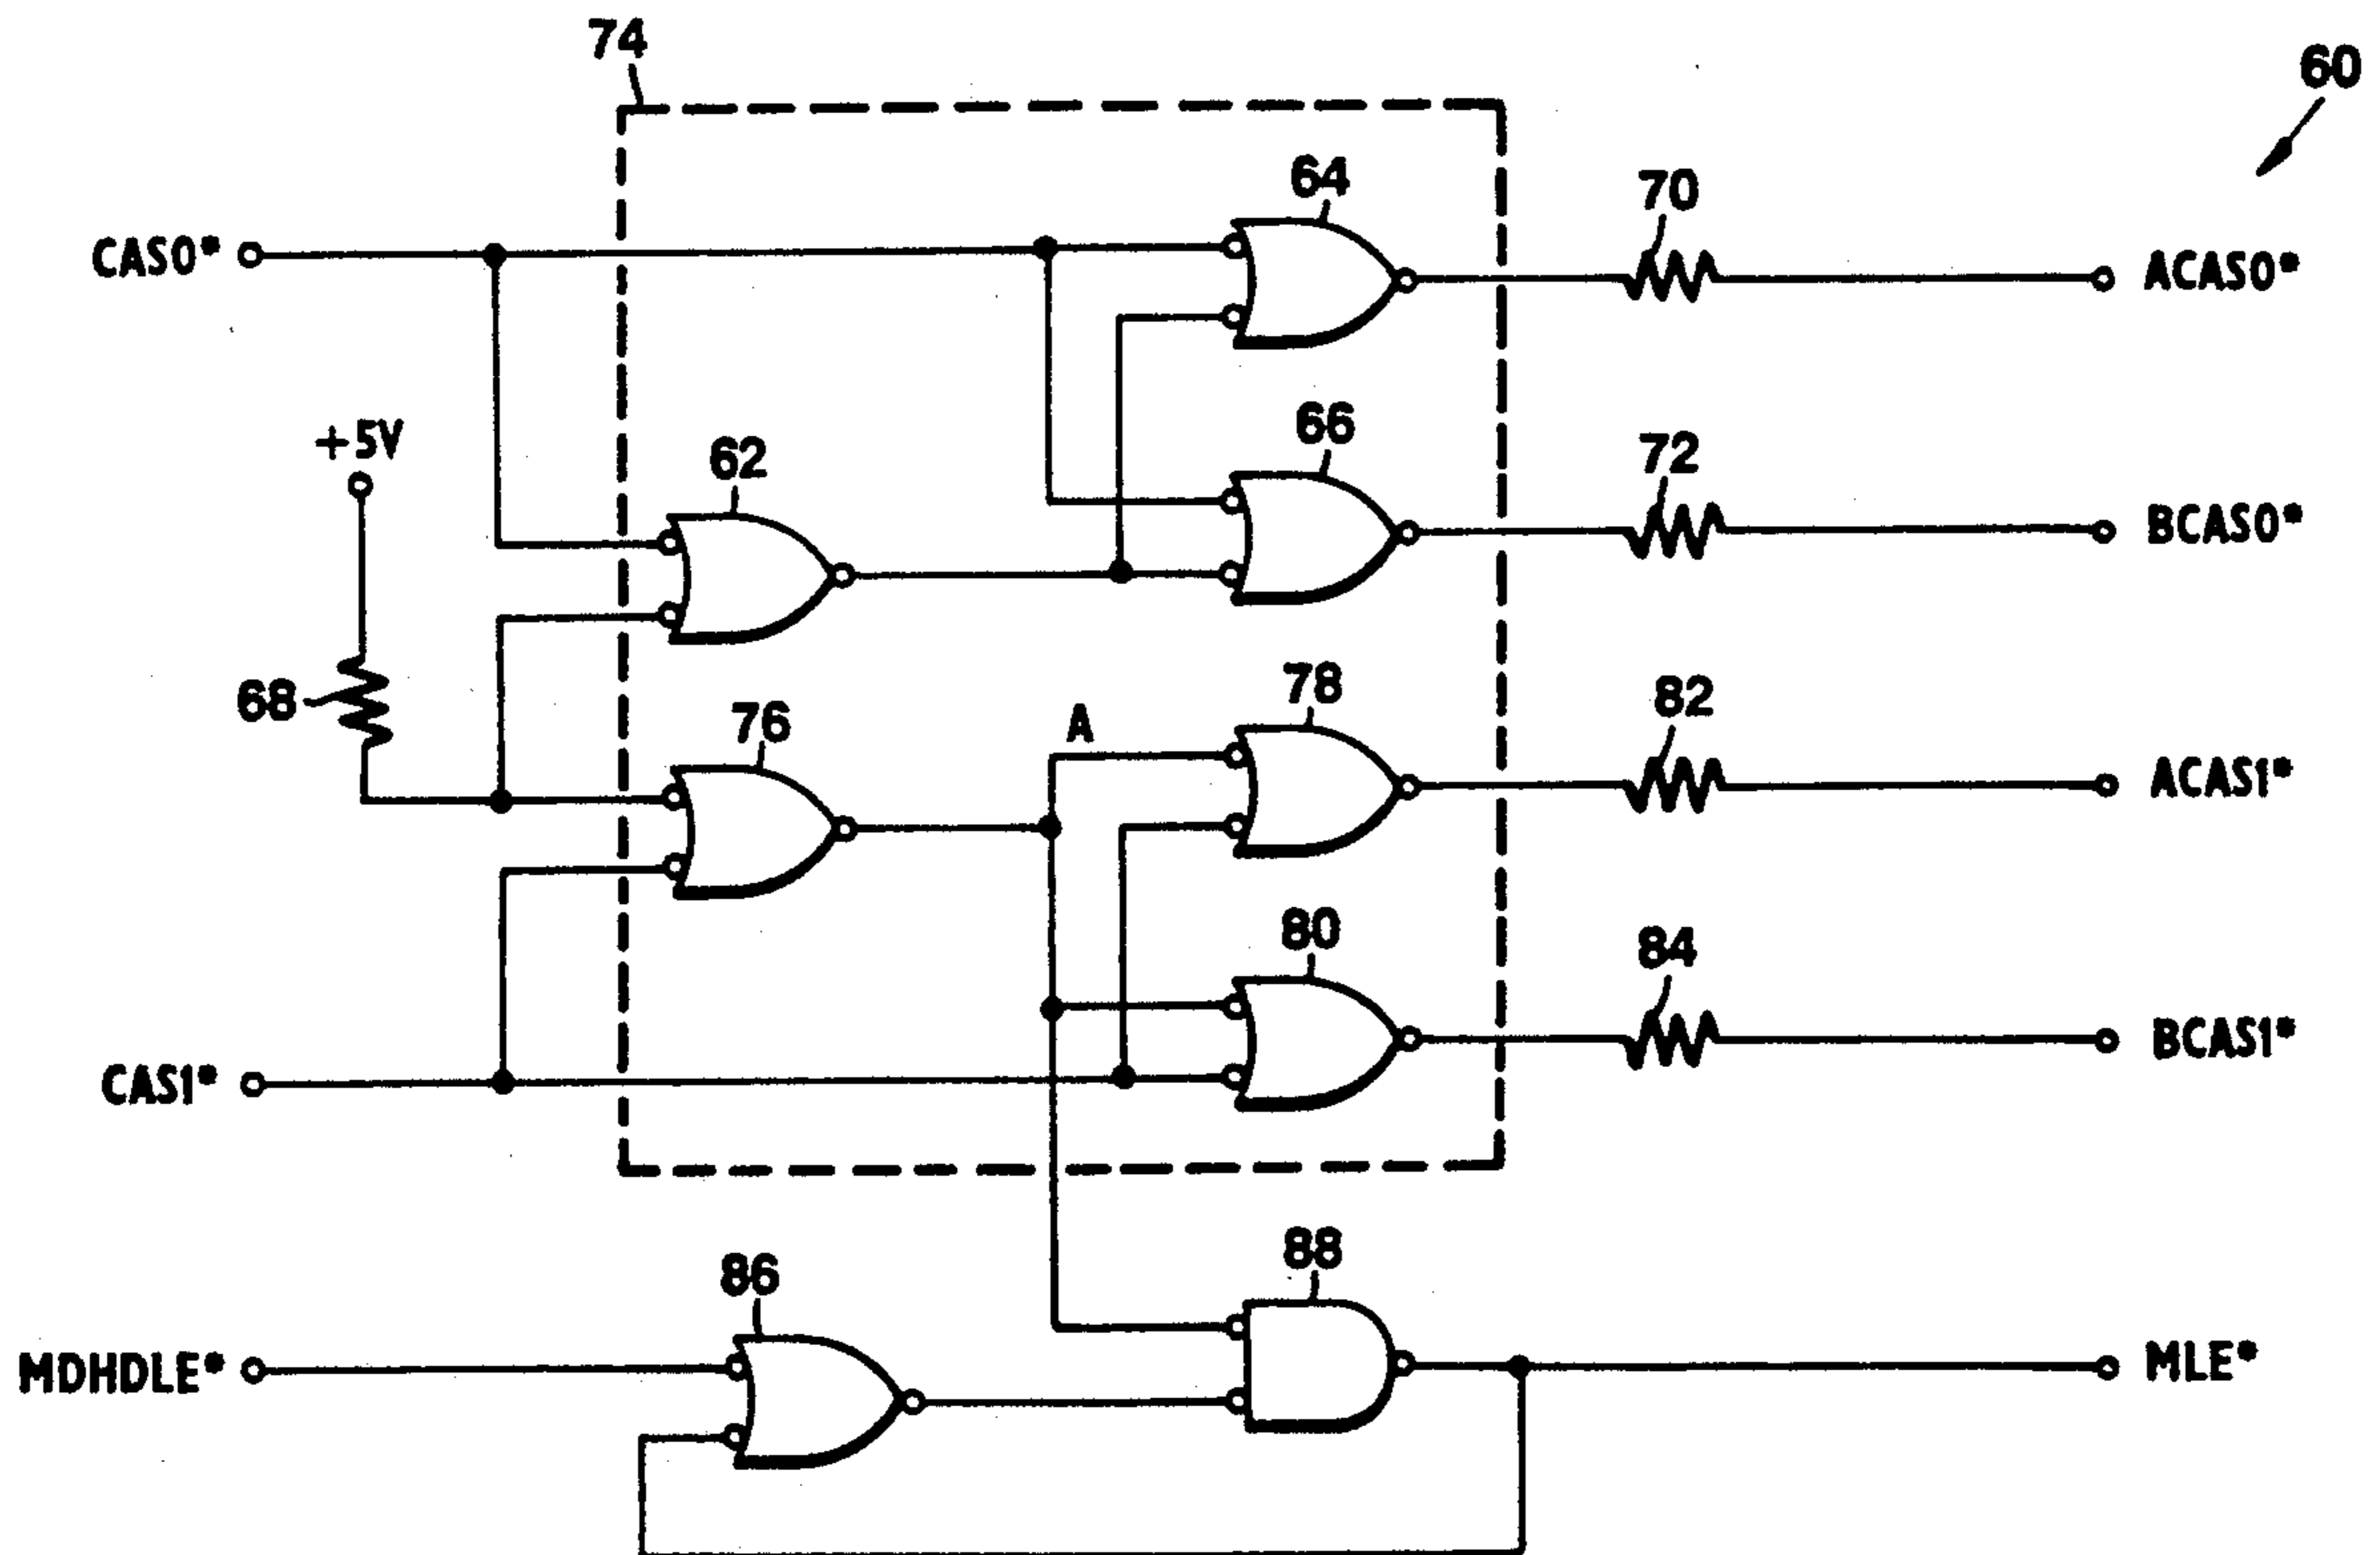 74
60
64
70
CAS0*
ACAS0*
66
72
+5V
62
BCAS0*
78
82
68
76
A
ACAS1*
80
84
CAS1*
BCAS1*
88
86
MDHDLE*
MLE*